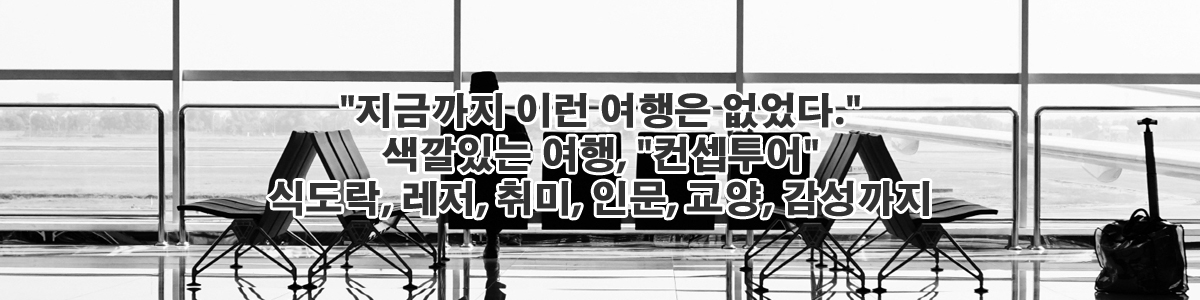 "지금까지 이런 여행은 없었다."
색깔있는 여행, "컨셉투어"
식도락, 레저, 취미, 인문, 교양, 감성까지